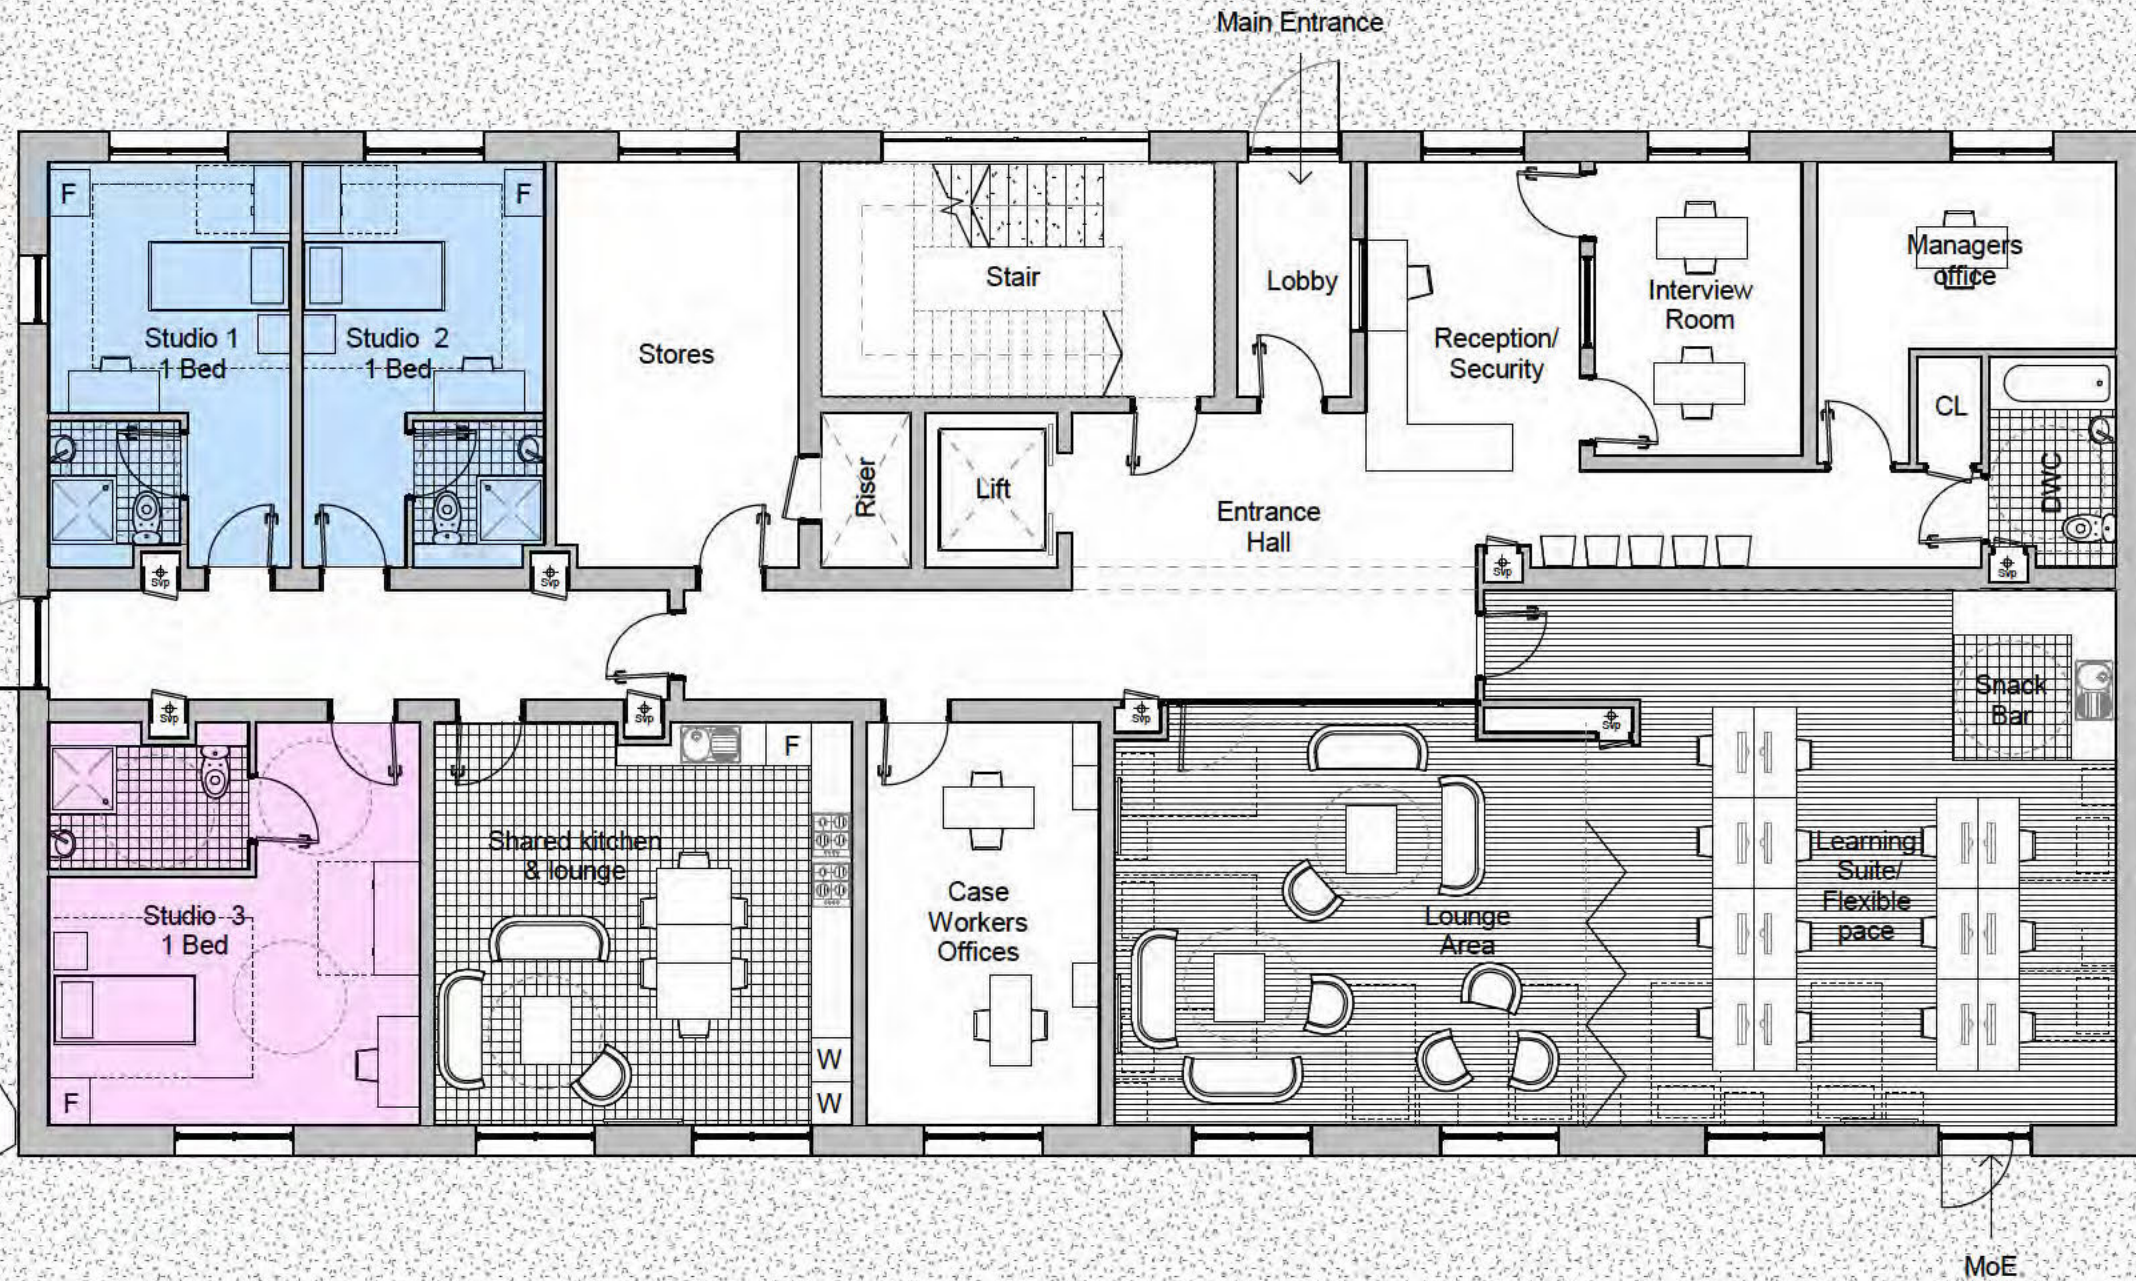 Main Entrance
F
F
Studio 1
1 Bed
Studio 2
1 Bed
Stores
Stair
Lobby
Reception/
Security
Interview
Room
Managers
office
CL
DWC
Riser
Lift
Entrance
Hall
Svp
Svp
Svp
Svp
Svp
Svp
Svp
Svp
Snack
Bar
F
Shared kitchen
& lounge
Studio 3
1 Bed
F
W
W
Case
Workers
Offices
Lounge
Area
Learning
Suite/
Flexible
pace
MoE